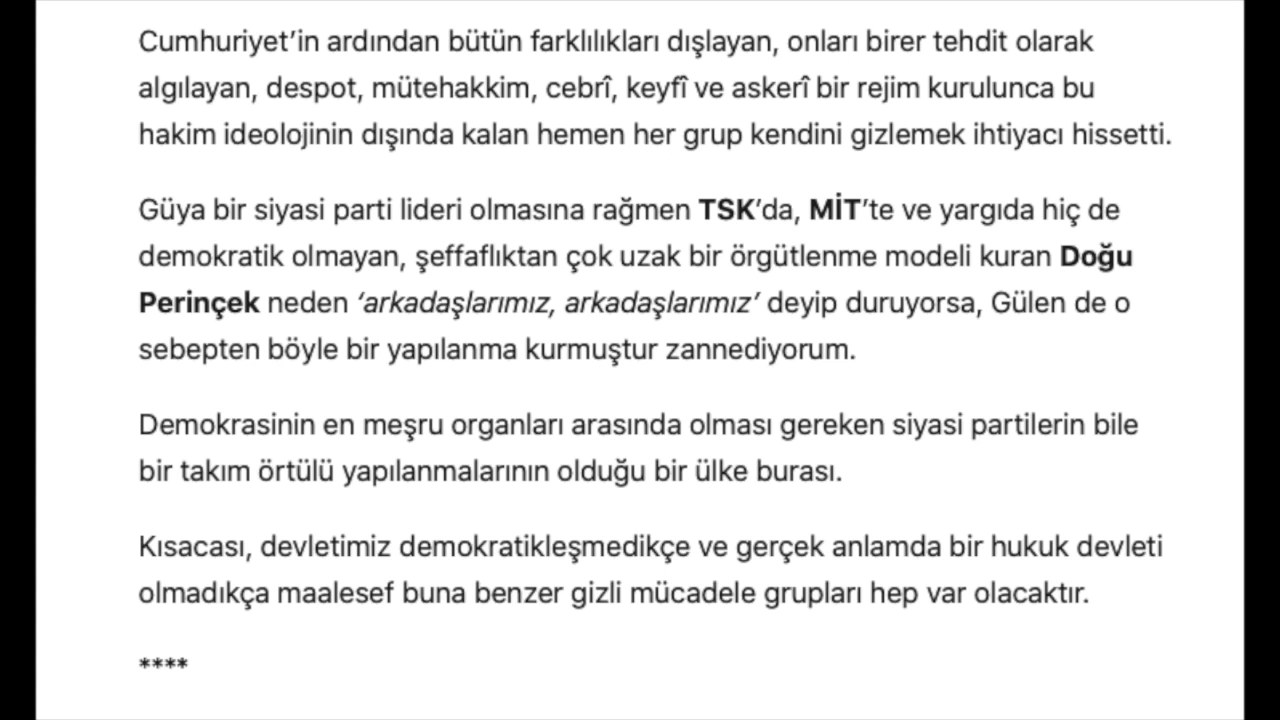 Cumhuriyet’in ardından bütün farklılıkları dışlayan, onları birer tehdit olarak
algılayan, despot, mütehakkim, cebrî, keyfî ve askerî bir rejim kurulunca bu
hakim ideolojinin dışında kalan hemen her grup kendini gizlemek ihtiyacı hissetti.
Güya bir siyasi parti lideri olmasına rağmen TSK’da, MİT’te ve yargıda hiç de
demokratik olmayan, şeffaflıktan çok uzak bir örgütlenme modeli kuran Doğu
Perinçek neden ‘arkadaşlarımız, arkadaşlarımız’ deyip duruyorsa, Gülen de o
sebepten böyle bir yapılanma kurmuştur zannediyorum.
Demokrasinin en meşru organları arasında olması gereken siyasi partilerin bile
bir takım örtülü yapılanmalarının olduğu bir ülke burası.
Kısacası, devletimiz demokratikleşmedikçe ve gerçek anlamda bir hukuk devleti
olmadıkça maalesef buna benzer gizli mücadele grupları hep var olacaktır.
****